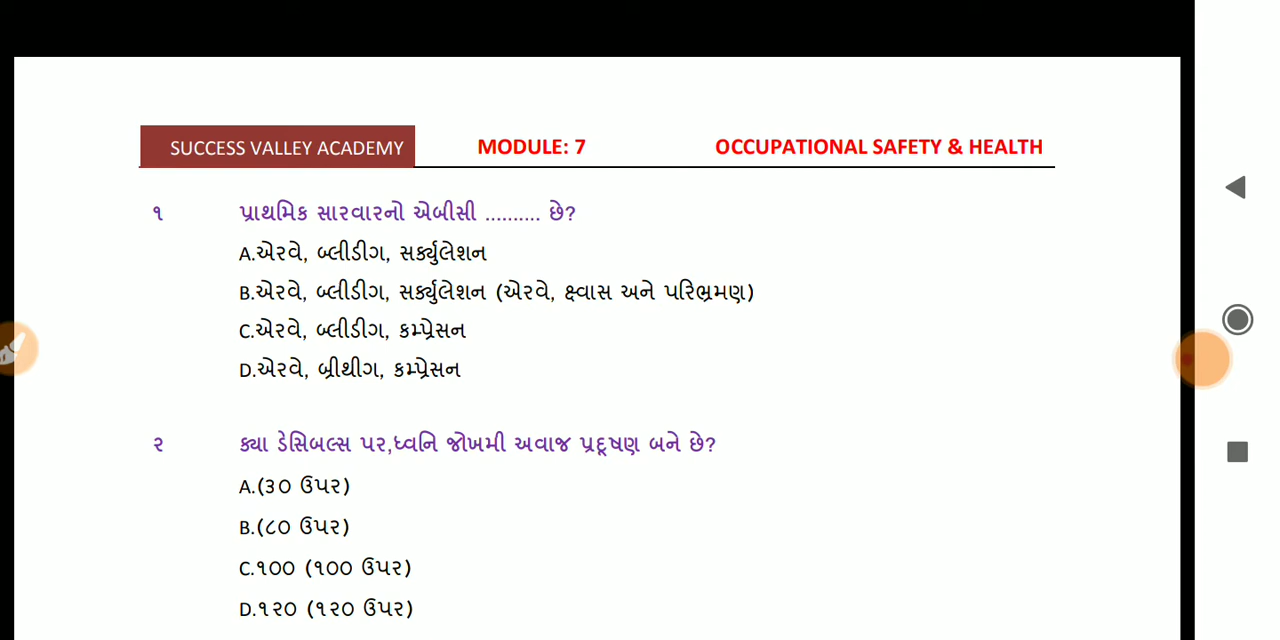 SUCCESS VALLEY ACADEMY MODULE: 7 OCCUPATIONAL SAFETY & HEALTH
૧ પ્રાથમિક સારવારનો એબીસી .......... છે?
A.એરવે, બ્લીડીગ, સર્ક્યુલેશન
B.એરવે, બ્લીડીગ, સર્ક્યુલેશન (એરવે, ક્ષ્વાસ અને પરિભ્રમણ)
C.એરવે, બ્લીડીગ, કમ્પ્રેસન
D.એરવે, બ્રીથીગ, કમ્પ્રેસન
૨ ક્યા ડેસિબલ્સ પર,ધ્વનિ જોખમી અવાજ પ્રદૂષણ બને છે?
A.(૩૦ ઉપર)
B.(૮૦ ઉપર)
C.૧૦૦ (૧૦૦ ઉપર)
D.૧૨૦ (૧૨૦ ઉપર)